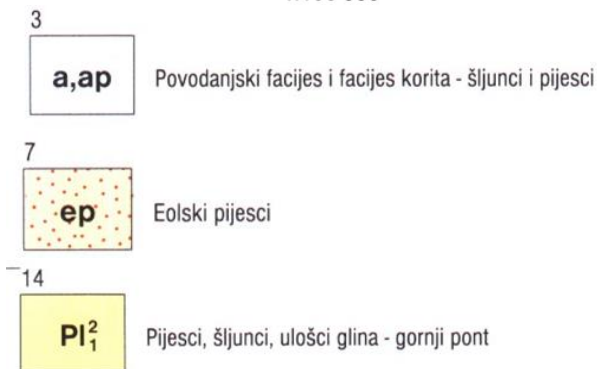 3
a,ap Povodanjski facijes i facijes korita - šljunci i pijesci
7
ep Eolski pijesci
14
Pl₁² Pijesci, šljunci, ulošci glina - gornji pont